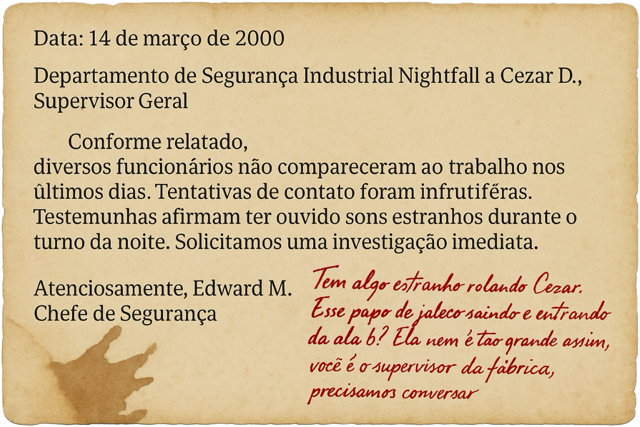 Data: 14 de março de 2000
Departamento de Segurança Industrial Nightfall a Cezar D.,
Supervisor Geral
Conforme relatado,
diversos funcionários não compareceram ao trabalho nos
ûltimos dias. Tentativas de contato foram infrutiféras.
Testemunhas afirmam ter ouvido sons estranhos durante o
turno da noite. Solicitamos uma investigação imediata.
Atenciosamente, Edward M.
Chefe de Segurança
Tem algo estranho rolando Cezar.
Esse papo de jaleco saindo e entrando
da ala 6? Ela nem é tao grande assim,
você é o supervisor da fábrica,
precisamos conversar